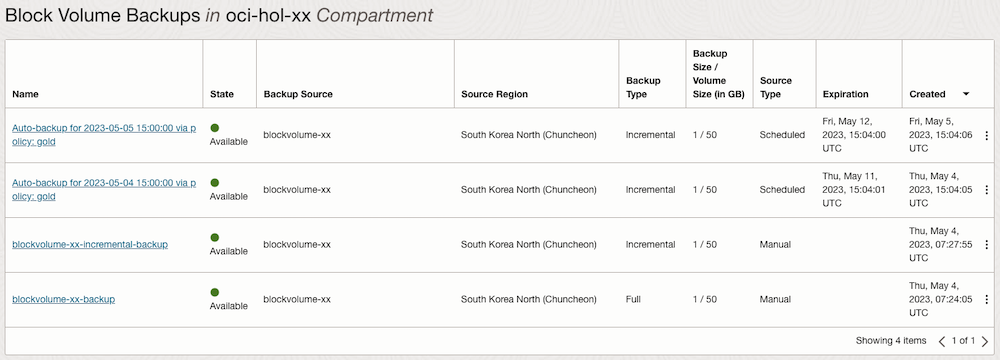 Block Volume Backups in oci-hol-xx Compartment
Name State Backup Source Source Region Backup Type Backup Size / Volume Size (in GB) Source Type Expiration Created
Auto-backup for 2023-05-05 15:00:00 via p
olicy: gold
Available
blockvolume-xx
South Korea North (Chuncheon)
Incremental
1 / 50
Scheduled
Fri, May 12,
2023, 15:04:00
UTC
Fri, May 5,
2023, 15:04:06
UTC
Auto-backup for 2023-05-04 15:00:00 via p
olicy: gold
Available
blockvolume-xx
South Korea North (Chuncheon)
Incremental
1 / 50
Scheduled
Thu, May 11,
2023, 15:04:01
UTC
Thu, May 4,
2023, 15:04:05
UTC
blockvolume-xx-incremental-backup
Available
blockvolume-xx
South Korea North (Chuncheon)
Incremental
1 / 50
Manual
Thu, May 4,
2023, 07:27:55
UTC
blockvolume-xx-backup
Available
blockvolume-xx
South Korea North (Chuncheon)
Full
1 / 50
Manual
Thu, May 4,
2023, 07:24:05
UTC
Showing 4 items < 1 of 1 >